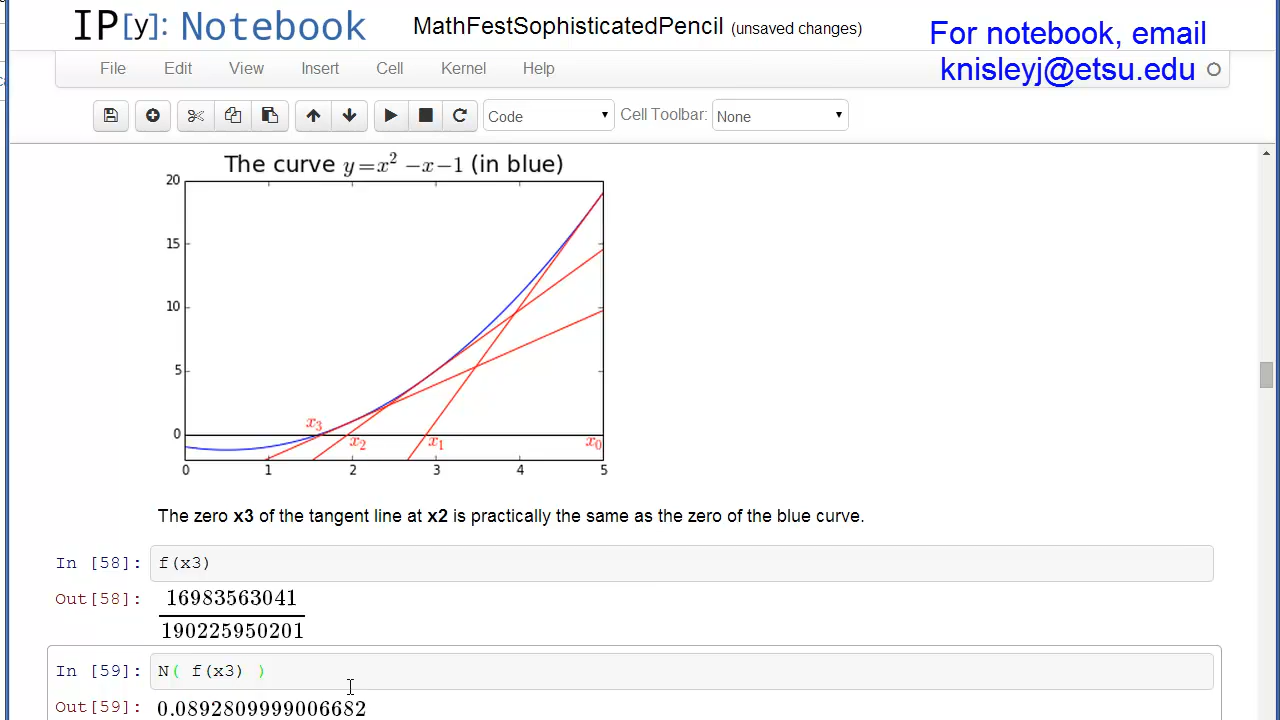 IP[y]: Notebook
MathFestSophisticatedPencil (unsaved changes)
For notebook, email
knisleyj@etsu.edu
File Edit View Insert Cell Kernel Help
Code Cell Toolbar: None
The curve y=x² −x−1 (in blue)
20
15
10
5
0
x₃ x₂ x₁ x₀
0 1 2 3 4 5
The zero x3 of the tangent line at x2 is practically the same as the zero of the blue curve.
In [58]: f(x3)
Out[58]: 16983563041
190225950201
In [59]: N( f(x3) )
Out[59]: 0.0892809999006682